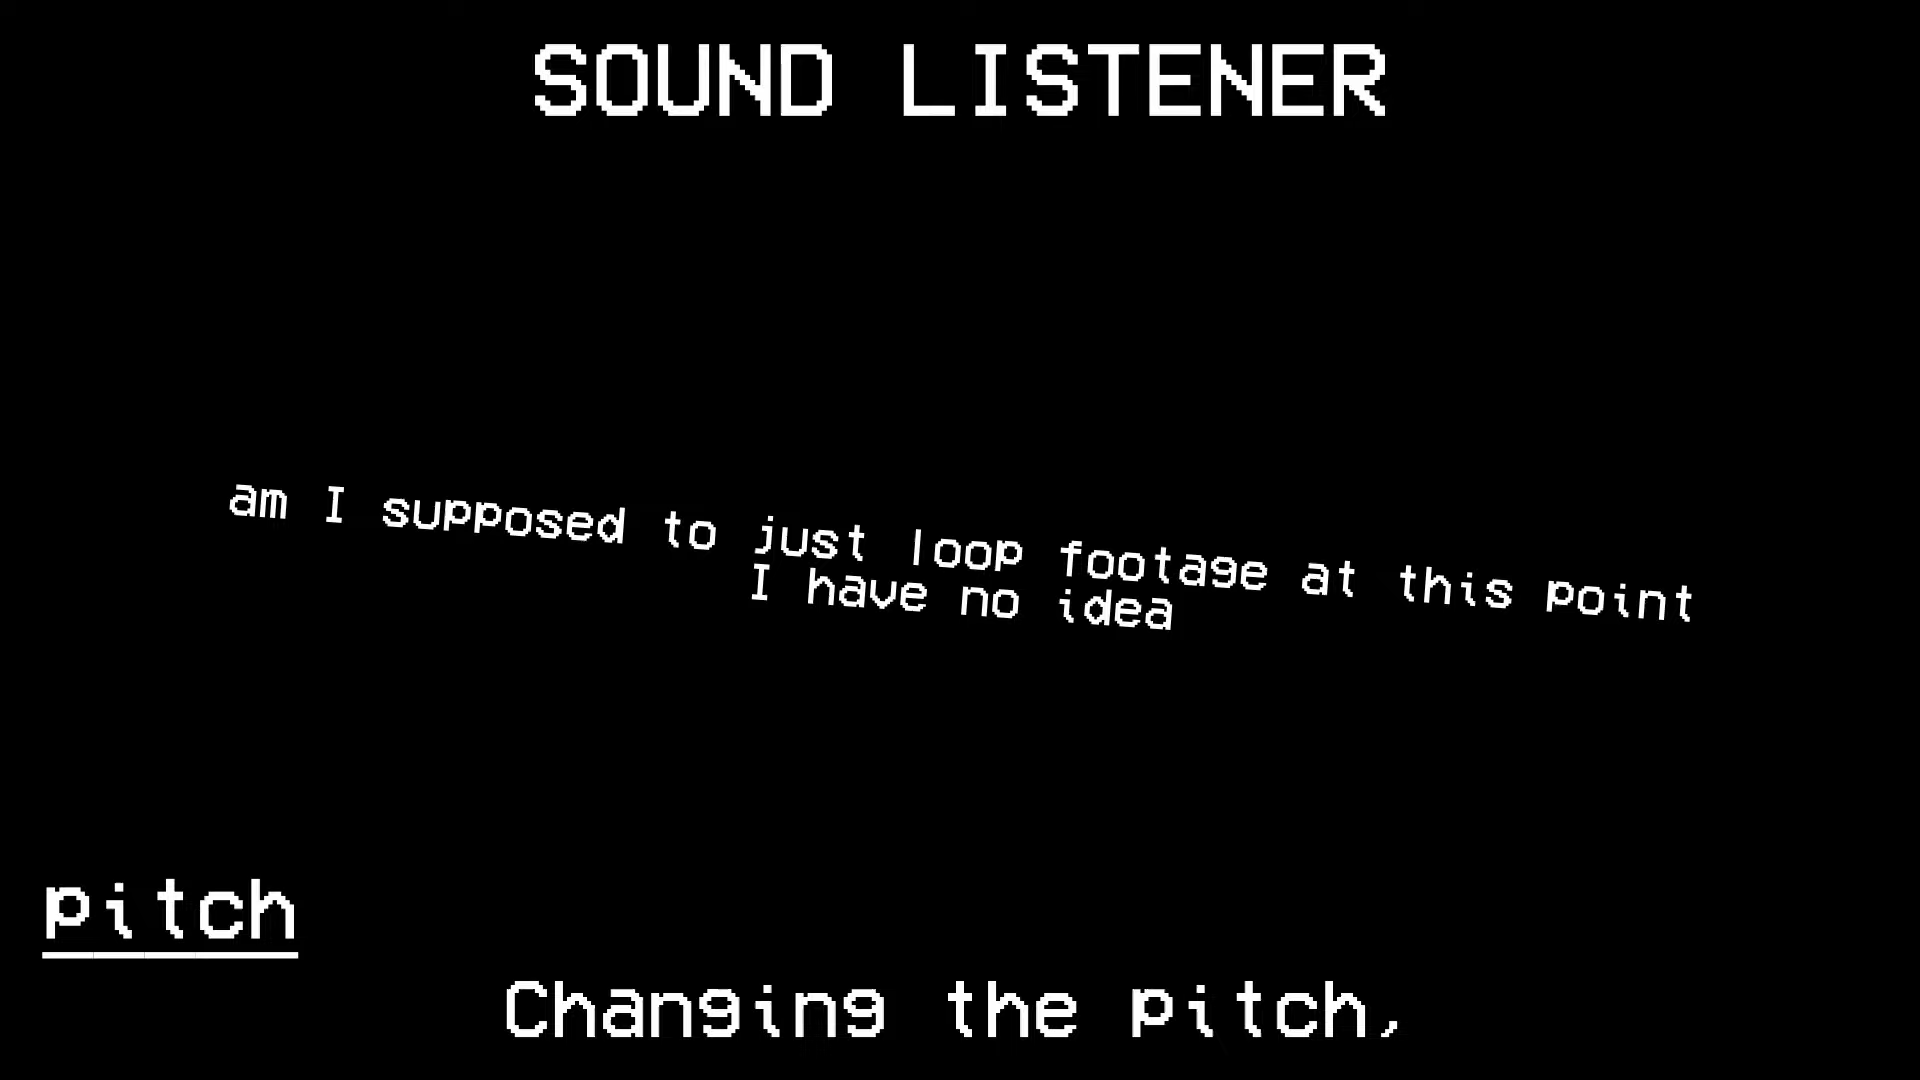 SOUND LISTENER
am I supposed to just loop footage at this point
I have no idea
pitch
Changing the pitch,